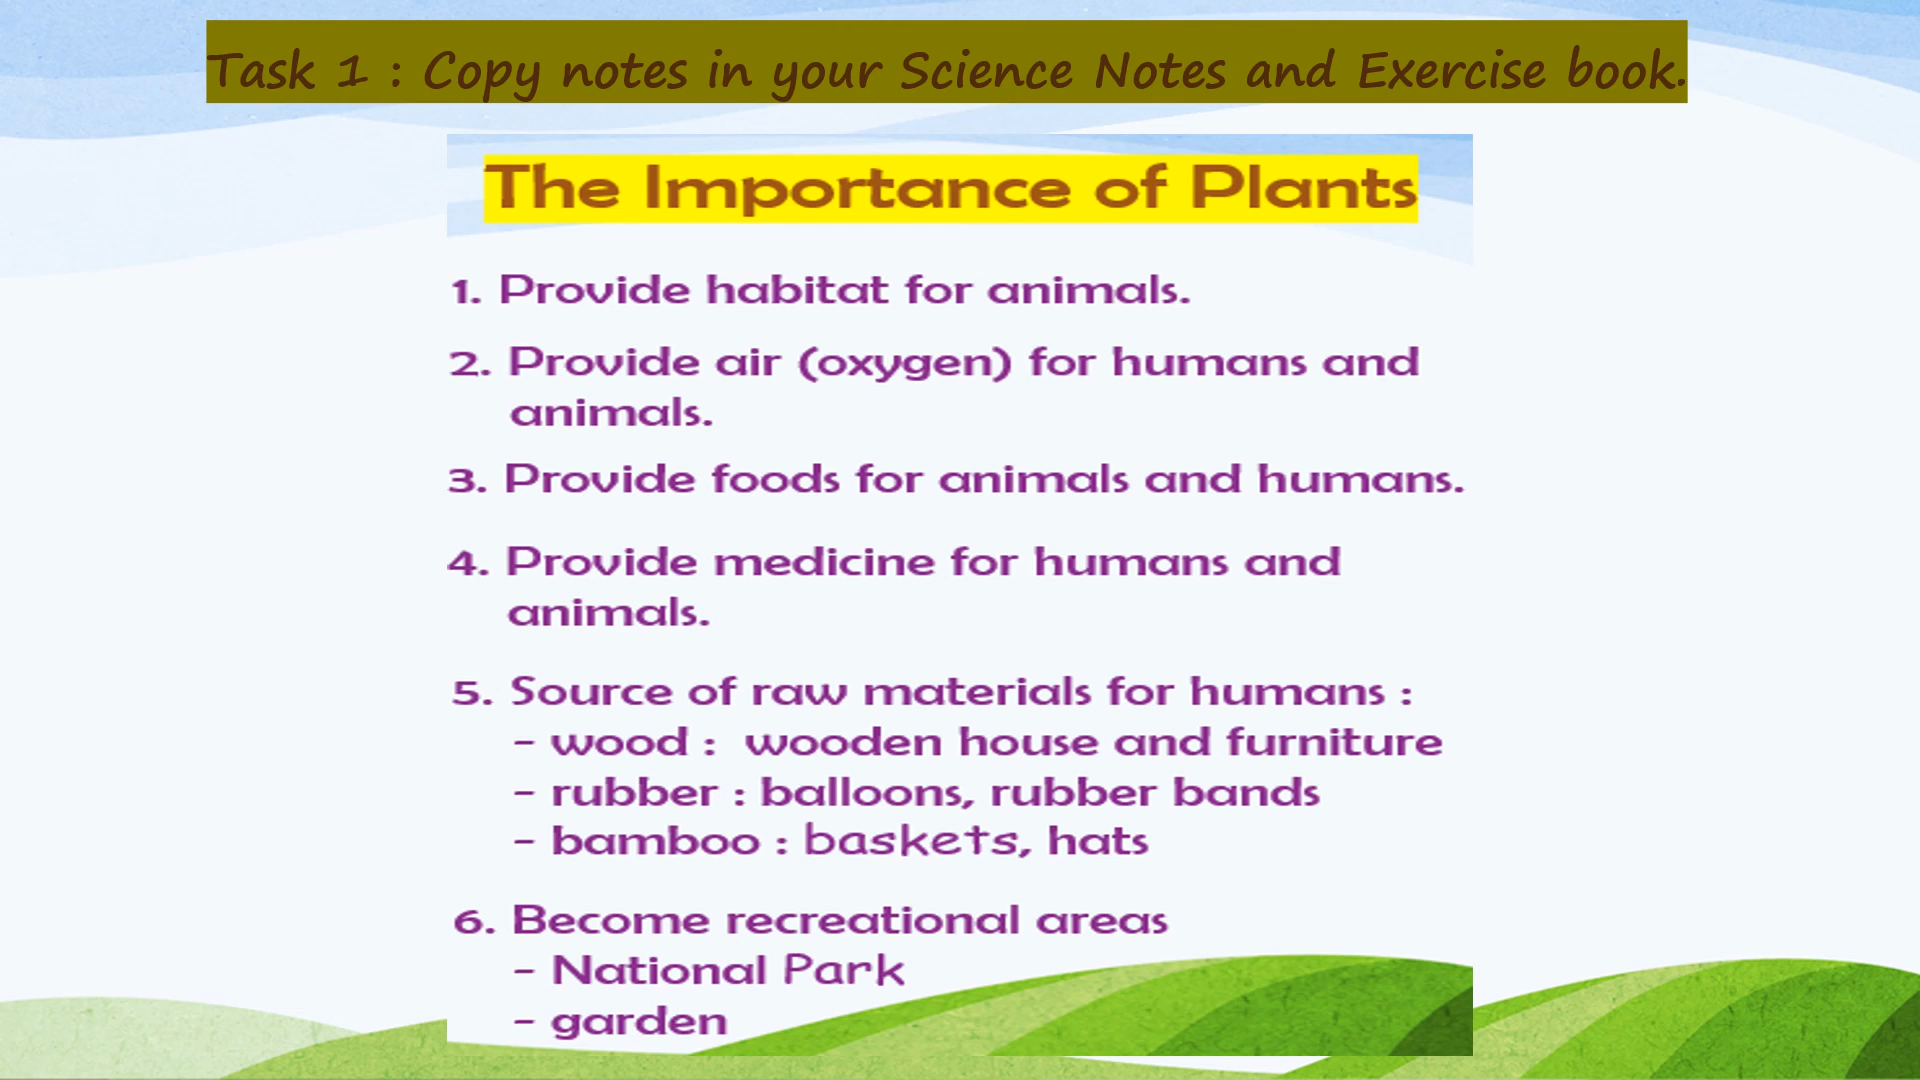 Task 1 : Copy notes in your Science Notes and Exercise book.
The Importance of Plants
1. Provide habitat for animals.
2. Provide air (oxygen) for humans and
animals.
3. Provide foods for animals and humans.
4. Provide medicine for humans and
animals.
5. Source of raw materials for humans :
- wood : wooden house and furniture
- rubber : balloons, rubber bands
- bamboo : baskets, hats
6. Become recreational areas
- National Park
- garden